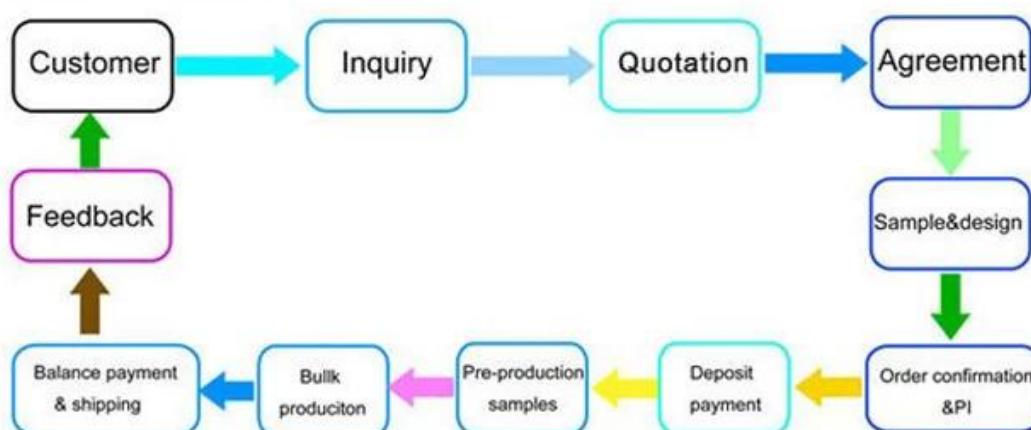 Customer
Inquiry
Quotation
Agreement
Sample&design
Order confirmation
&PI
Deposit
payment
Pre-production
samples
Bullk
produciton
Balance payment
& shipping
Feedback